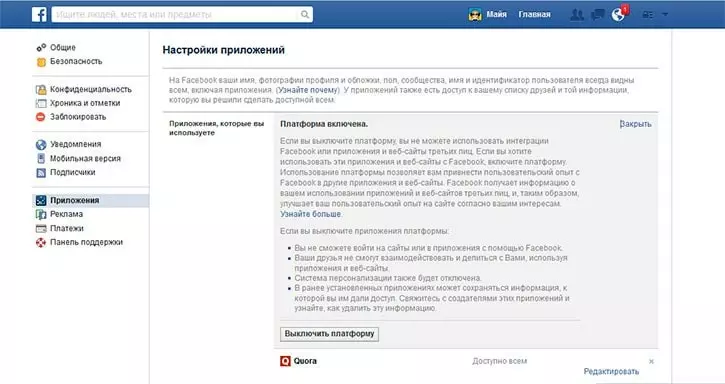 Ищите людей, места или предметы
Майя Главная
1
Общие
Безопасность
Конфиденциальность
Хроника и отметки
Заблокировать
Уведомления
Мобильная версия
Подписчики
Приложения
Реклама
Платежи
Панель поддержки
Настройки приложений
На Facebook ваши имя, фотографии профиля и обложки, пол, сообщества, имя и идентификатор пользователя всегда видны
всем, включая приложения. (Узнайте почему) У приложений также есть доступ к вашему списку друзей и той информации,
которую вы решили сделать доступной всем.
Приложения, которые вы
используете
Платформа включена.
Закрыть
Если вы выключите платформу, вы не можете использовать интеграции
Facebook или приложения и веб-сайты третьих лиц. Если вы хотите
использовать эти приложения и веб-сайты с Facebook, включите платформу.
Использование платформы позволяет вам привнести пользовательский опыт с
Facebook в другие приложения и веб-сайты. Facebook получает информацию о
вашем использовании приложений и веб-сайтов третьих лиц, и, таким образом,
улучшает ваш пользовательский опыт на сайте согласно вашим интересам.
Узнайте больше.
Если вы выключите приложения платформы:
• Вы не сможете войти на сайты или в приложения с помощью Facebook.
• Ваши друзья не смогут взаимодействовать и делиться с Вами, используя
приложения и веб-сайты.
• Система персонализации также будет отключена.
• В ранее установленных приложениях может сохраняться информация, к
которой вы им дали доступ. Свяжитесь с создателями этих приложений и
узнайте, как удалить эту информацию.
Выключить платформу
Quora Доступно всем ×
Редактировать